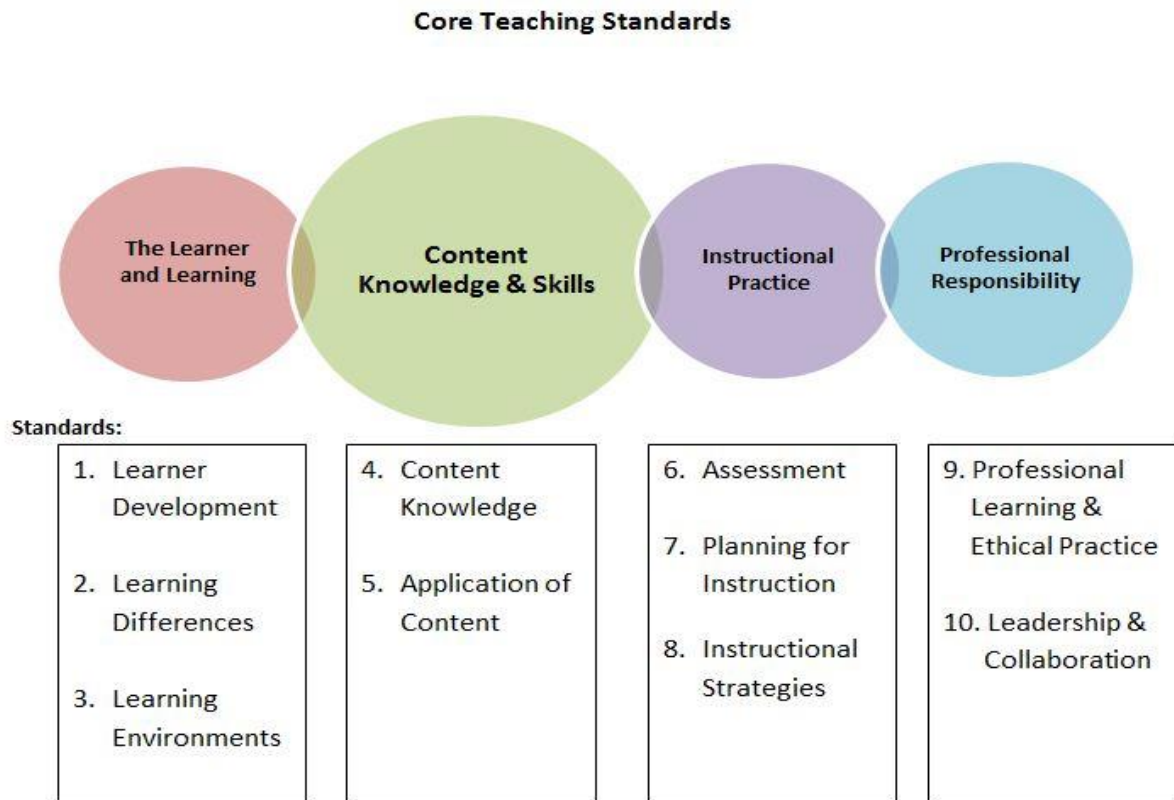 Core Teaching Standards
The Learner
and Learning
Content
Knowledge & Skills
Instructional
Practice
Professional
Responsibility
Standards:
1. Learner
Development
2. Learning
Differences
3. Learning
Environments
4. Content
Knowledge
5. Application of
Content
6. Assessment
7. Planning for
Instruction
8. Instructional
Strategies
9. Professional
Learning &
Ethical Practice
10. Leadership &
Collaboration